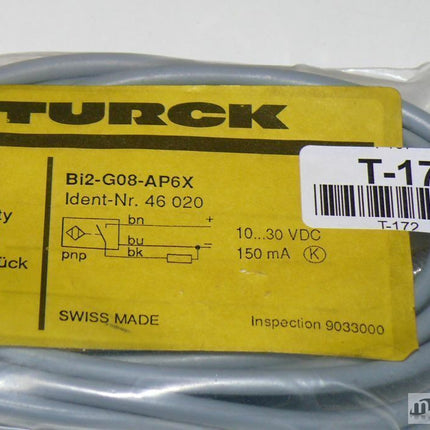 TURCK
Bi2-G08-AP6X
Ident-Nr. 46 020
ty
bn +
bu -
bk
pnp
10...30 VDC
150 mA K
ück
SWISS MADE
Inspection 9033000
T-17
T-172